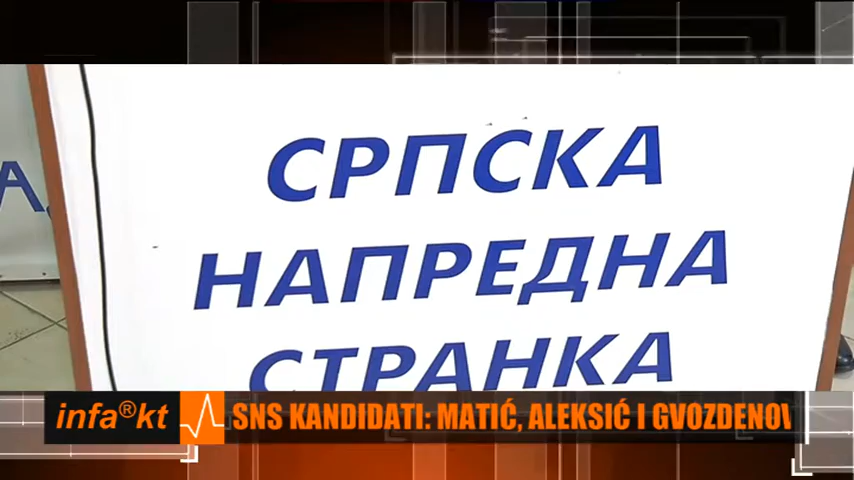 СРПСКА
НАПРЕДНА
СТРАНКА
infa®kt
SNS KANDIDATI: MATIĆ, ALEKSIĆ I